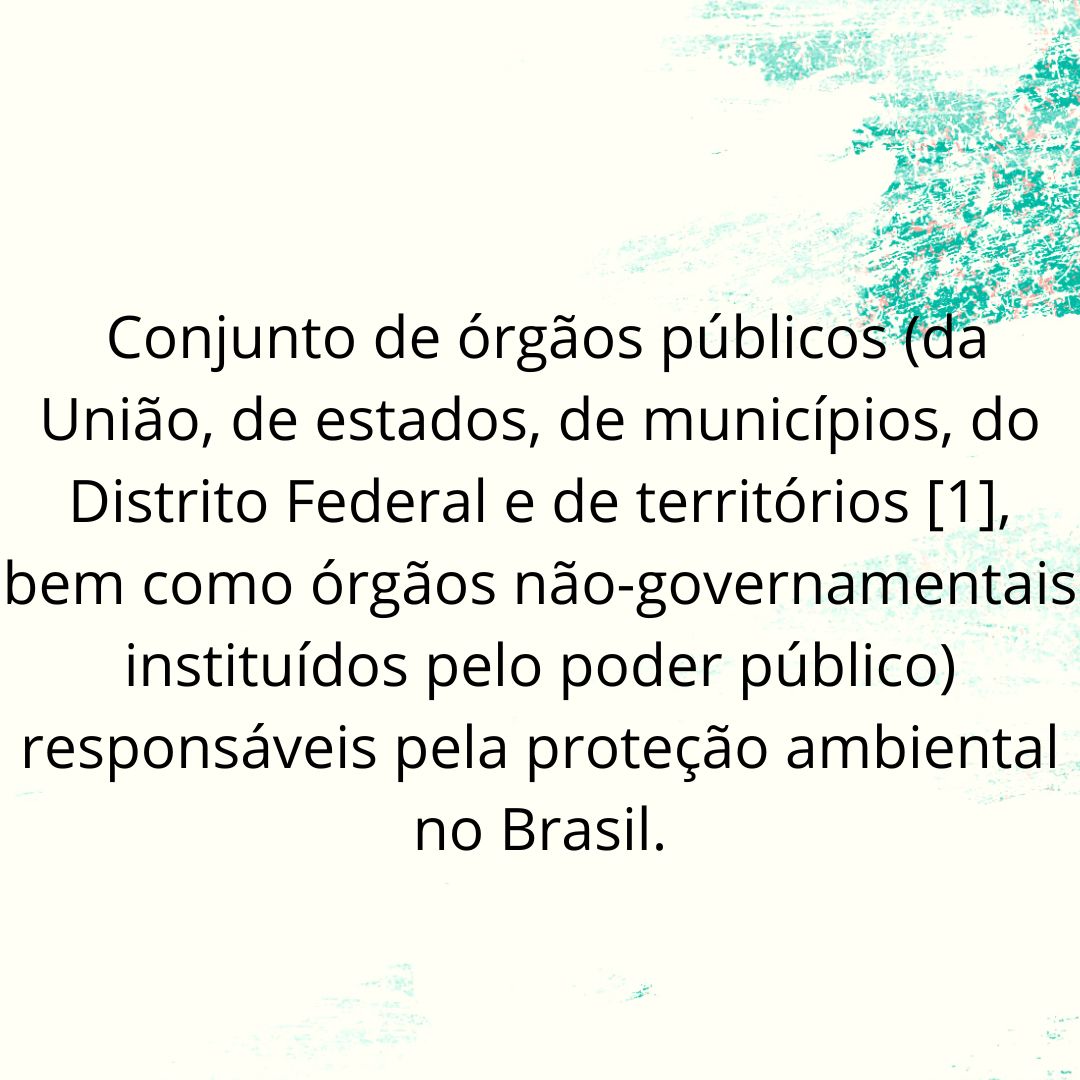 Conjunto de órgãos públicos (da
União, de estados, de municípios, do
Distrito Federal e de territórios [1],
bem como órgãos não-governamentais
instituídos pelo poder público)
responsáveis pela proteção ambiental
no Brasil.